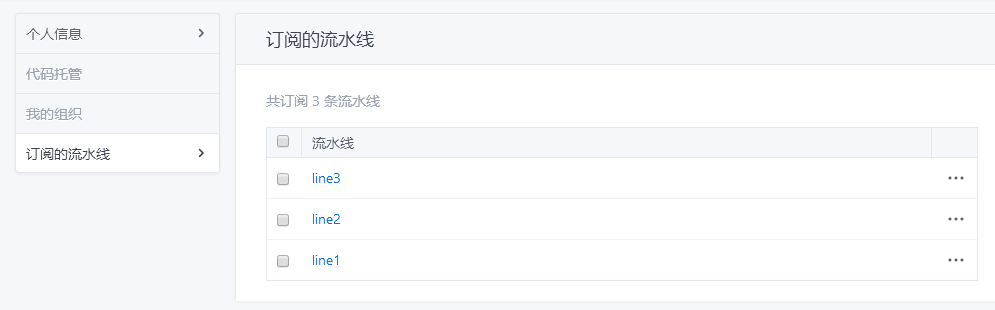 个人信息
代码托管
我的组织
订阅的流水线
订阅的流水线
共订阅 3 条流水线
流水线
line3
line2
line1